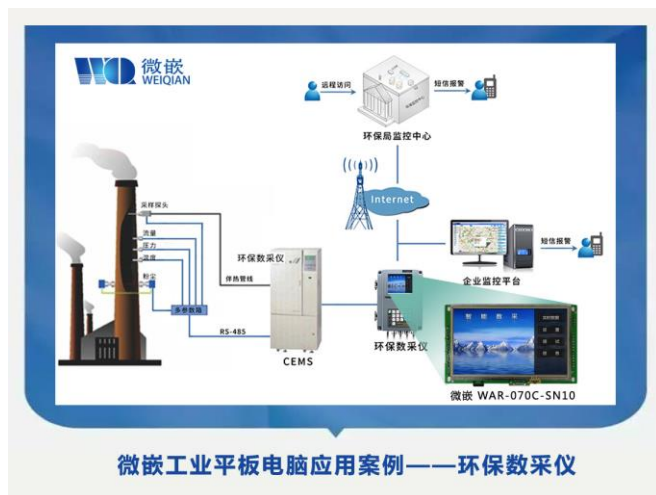 微嵌
WEIQIAN
远程访问
短信报警
环保局监控中心
采样探头
Internet
流量
压力
温度
环保数采仪
短信报警
粉尘
伴热管线
企业监控平台
多参数箱
智能数采
RS-485
环保数采仪
CEMS
微嵌 WAR-070C-SN10
微嵌工业平板电脑应用案例——环保数采仪